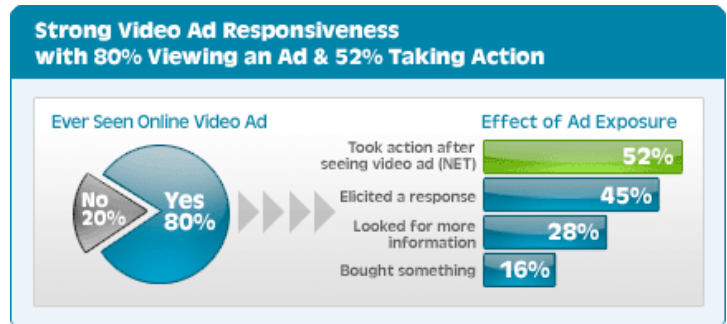 Strong Video Ad Responsiveness
with 80% Viewing an Ad & 52% Taking Action
Ever Seen Online Video Ad
No
20%
Yes
80%
Effect of Ad Exposure
Took action after
seeing video ad (NET)
52%
Elicited a response
45%
Looked for more
information
28%
Bought something
16%